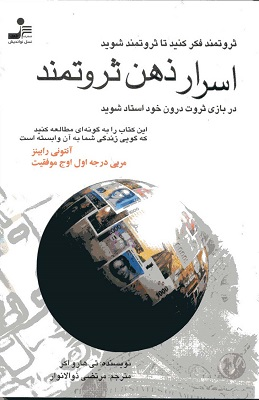 نسل نواندیش
ثروتمند فکر کنید تا ثروتمند شوید
اسرار ذهن ثروتمند
در بازی ثروت درون خود استاد شوید
این کتاب را به گونه‌ای مطالعه کنید
که گویی زندگی شما به آن وابسته است
آنتونی رابینز
مربی درجه اول اوج موفقیت
نویسنده: تی هارو اکر
مترجم: مرتضی ذوالانوار